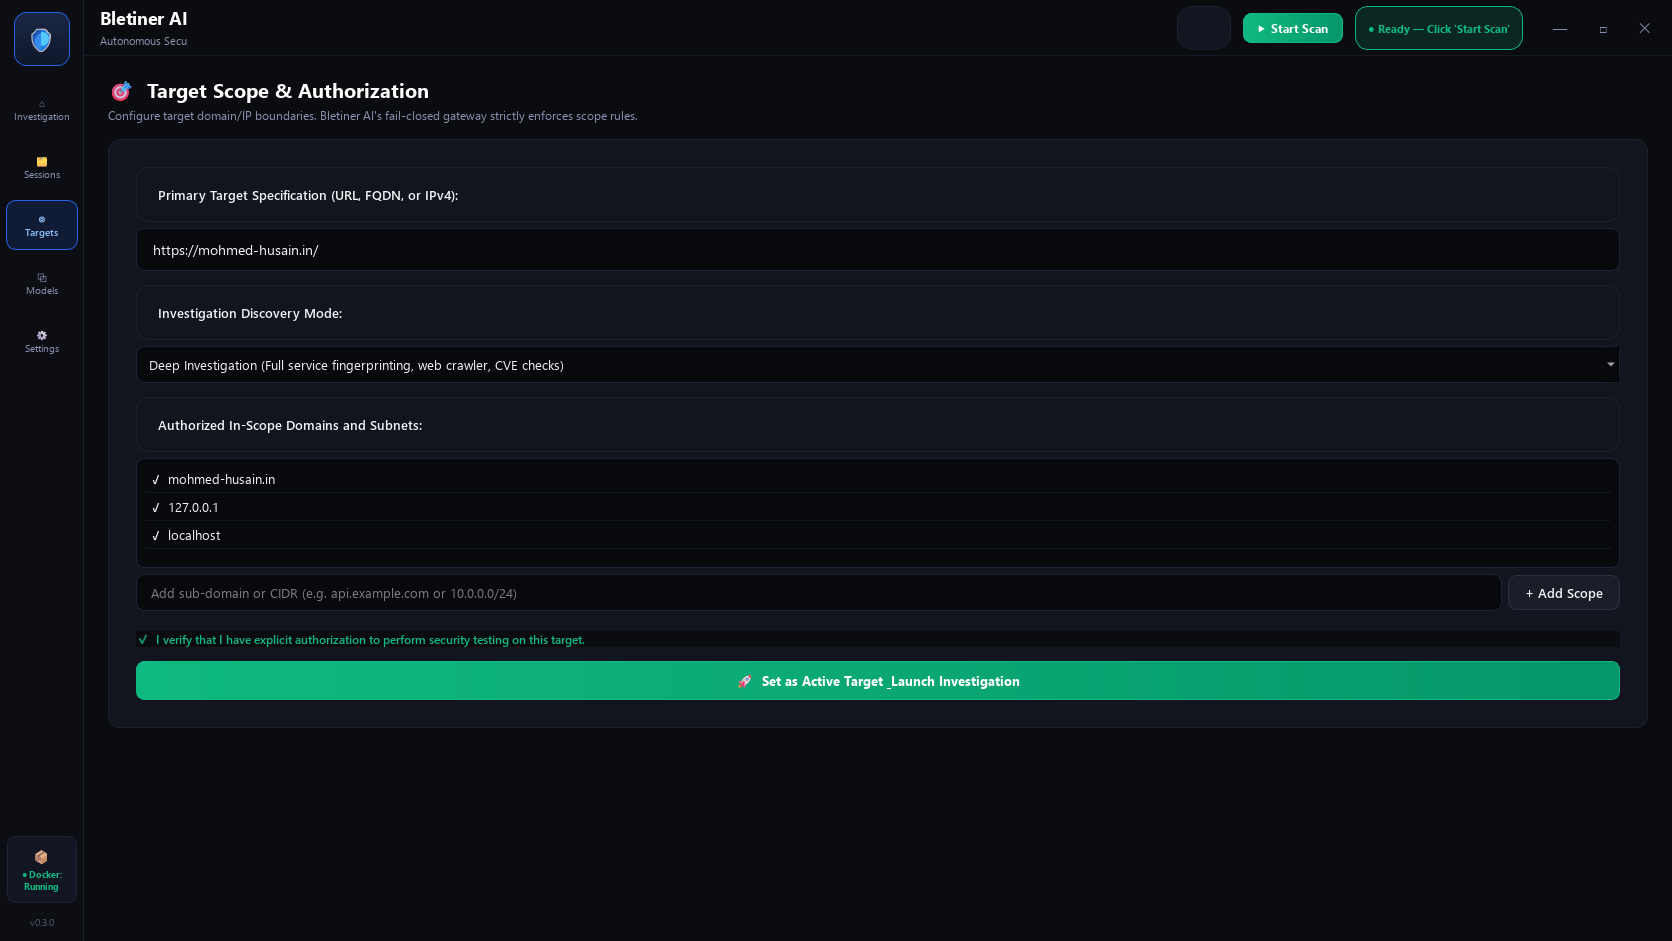 Bletiner AI
Autonomous Secu
Start Scan
● Ready — Click 'Start Scan'
Investigation
Sessions
Targets
Models
Settings
Target Scope & Authorization
Configure target domain/IP boundaries. Bletiner AI's fail-closed gateway strictly enforces scope rules.
Primary Target Specification (URL, FQDN, or IPv4):
https://mohmed-husain.in/
Investigation Discovery Mode:
Deep Investigation (Full service fingerprinting, web crawler, CVE checks)
Authorized In-Scope Domains and Subnets:
✓ mohmed-husain.in
✓ 127.0.0.1
✓ localhost
Add sub-domain or CIDR (e.g. api.example.com or 10.0.0.0/24)
+ Add Scope
✓ I verify that I have explicit authorization to perform security testing on this target.
Set as Active Target _Launch Investigation
● Docker:
Running
v0.3.0